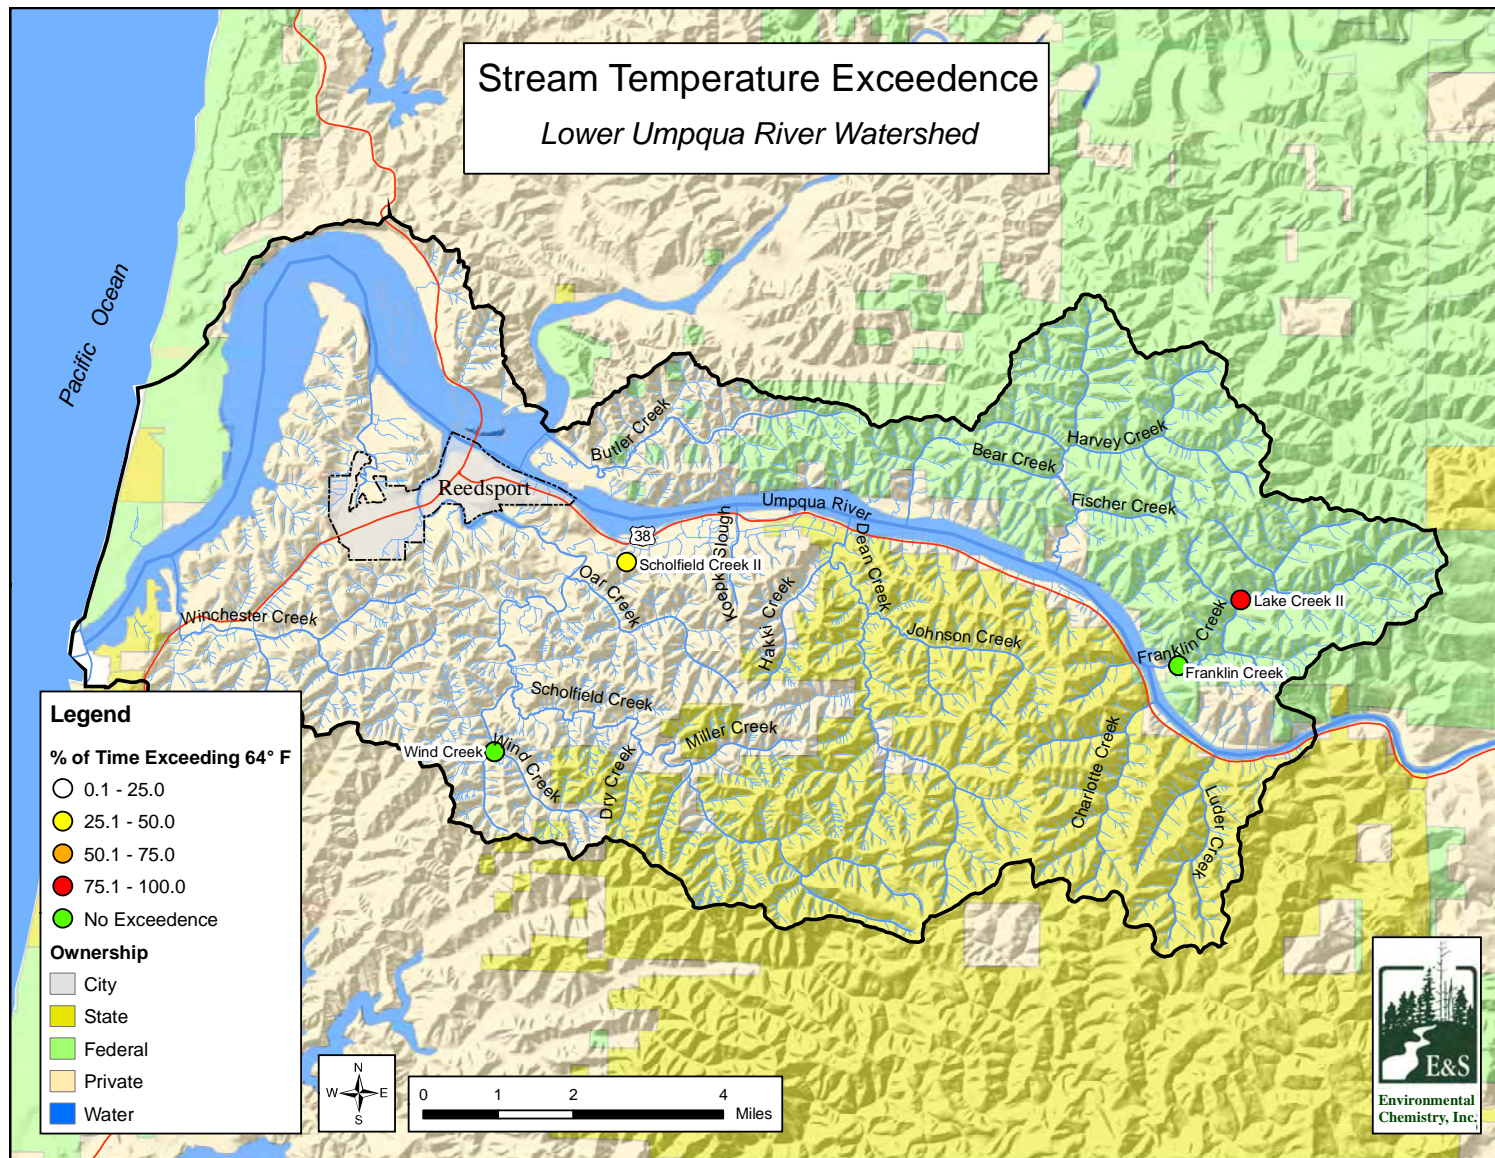 Stream Temperature Exceedence
Lower Umpqua River Watershed
Pacific Ocean
Butler Creek
Harvey Creek
Bear Creek
Reedsport
Umpqua River
Fischer Creek
38
Scholfield Creek II
Koepke Slough
Dean Creek
Oar Creek
Winchester Creek
Hakki Creek
Johnson Creek
Franklin Creek
Lake Creek II
Franklin Creek
Scholfield Creek
Miller Creek
Wind Creek
Wind Creek
Dry Creek
Charlotte Creek
Luder Creek
Legend
% of Time Exceeding 64° F
0.1 - 25.0
25.1 - 50.0
50.1 - 75.0
75.1 - 100.0
No Exceedence
Ownership
City
State
Federal
Private
Water
N
W E
S
0 1 2 4
Miles
E&S
Environmental
Chemistry, Inc.